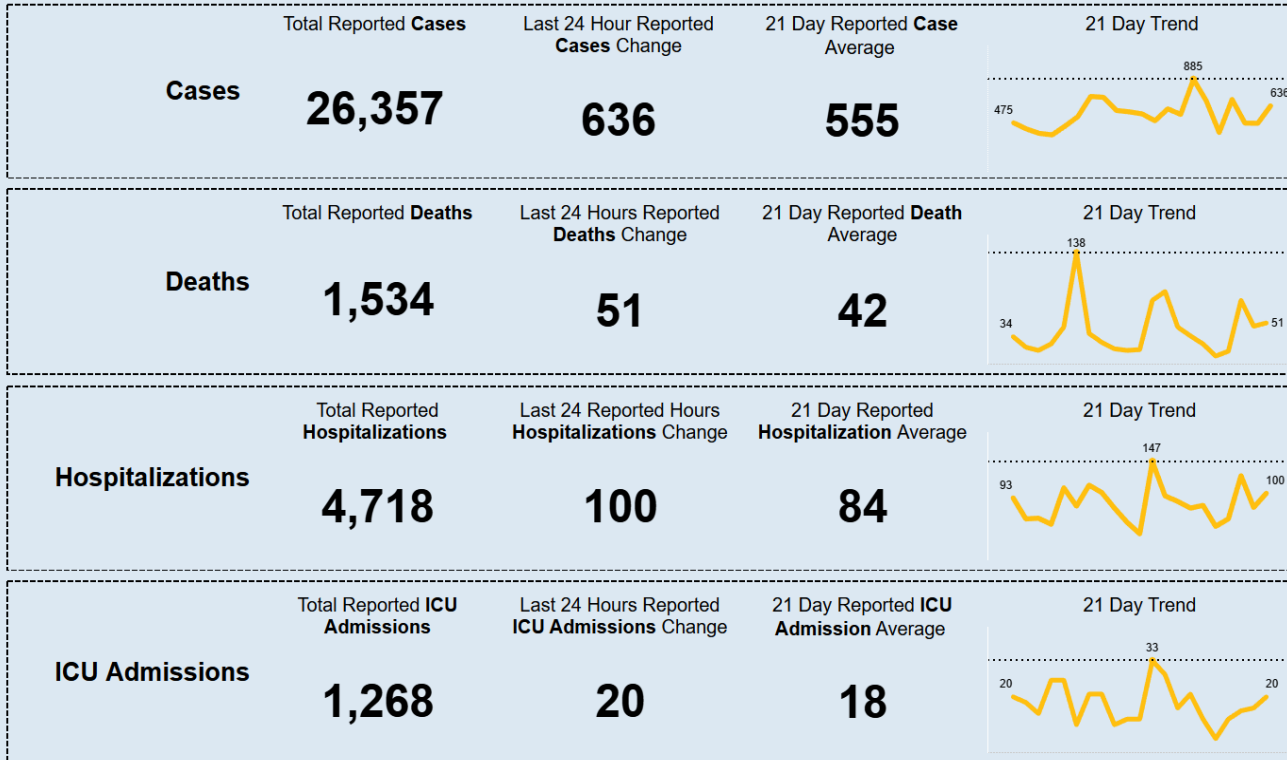 Total Reported Cases
Last 24 Hour Reported
Cases Change
21 Day Reported Case
Average
21 Day Trend
Cases
26,357
636
555
885
475
636
Total Reported Deaths
Last 24 Hours Reported
Deaths Change
21 Day Reported Death
Average
21 Day Trend
Deaths
1,534
51
42
138
34
51
Total Reported
Hospitalizations
Last 24 Reported Hours
Hospitalizations Change
21 Day Reported
Hospitalization Average
21 Day Trend
Hospitalizations
4,718
100
84
147
93
100
Total Reported ICU
Admissions
Last 24 Hours Reported
ICU Admissions Change
21 Day Reported ICU
Admission Average
21 Day Trend
ICU Admissions
1,268
20
18
33
20
20